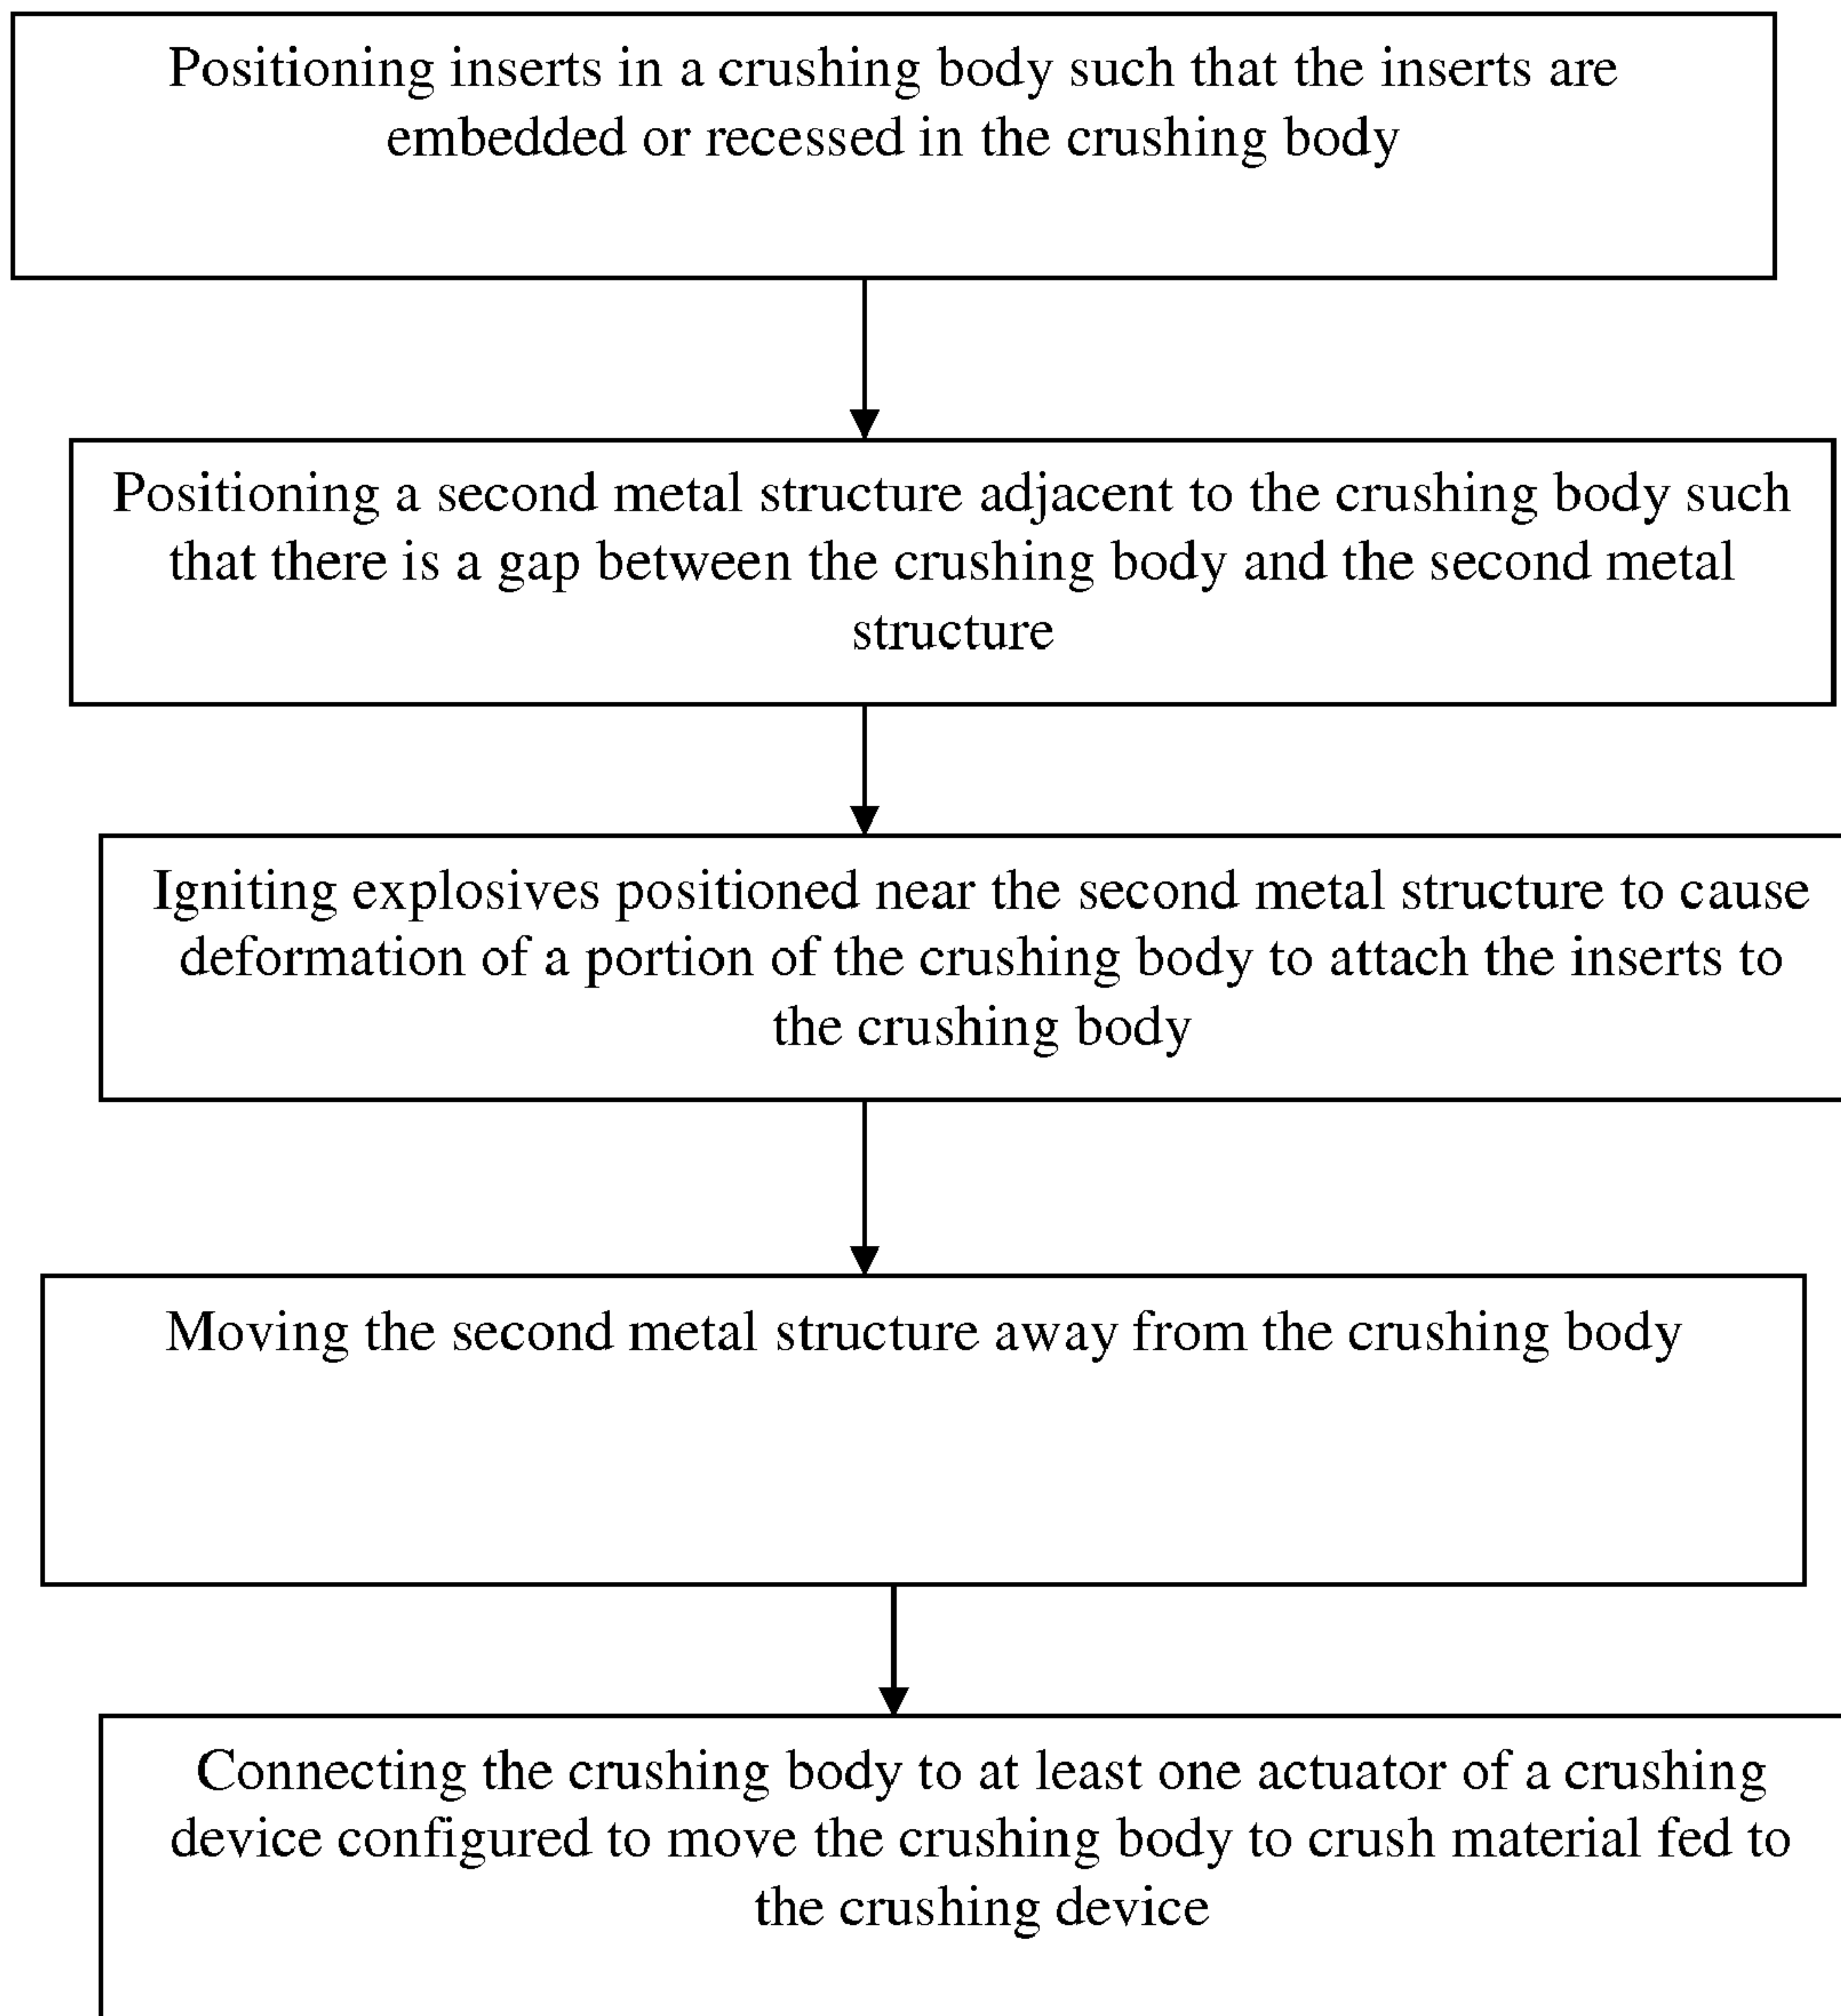 Positioning inserts in a crushing body such that the inserts are
embedded or recessed in the crushing body
Positioning a second metal structure adjacent to the crushing body such
that there is a gap between the crushing body and the second metal
structure
Igniting explosives positioned near the second metal structure to cause
deformation of a portion of the crushing body to attach the inserts to
the crushing body
Moving the second metal structure away from the crushing body
Connecting the crushing body to at least one actuator of a crushing
device configured to move the crushing body to crush material fed to
the crushing device